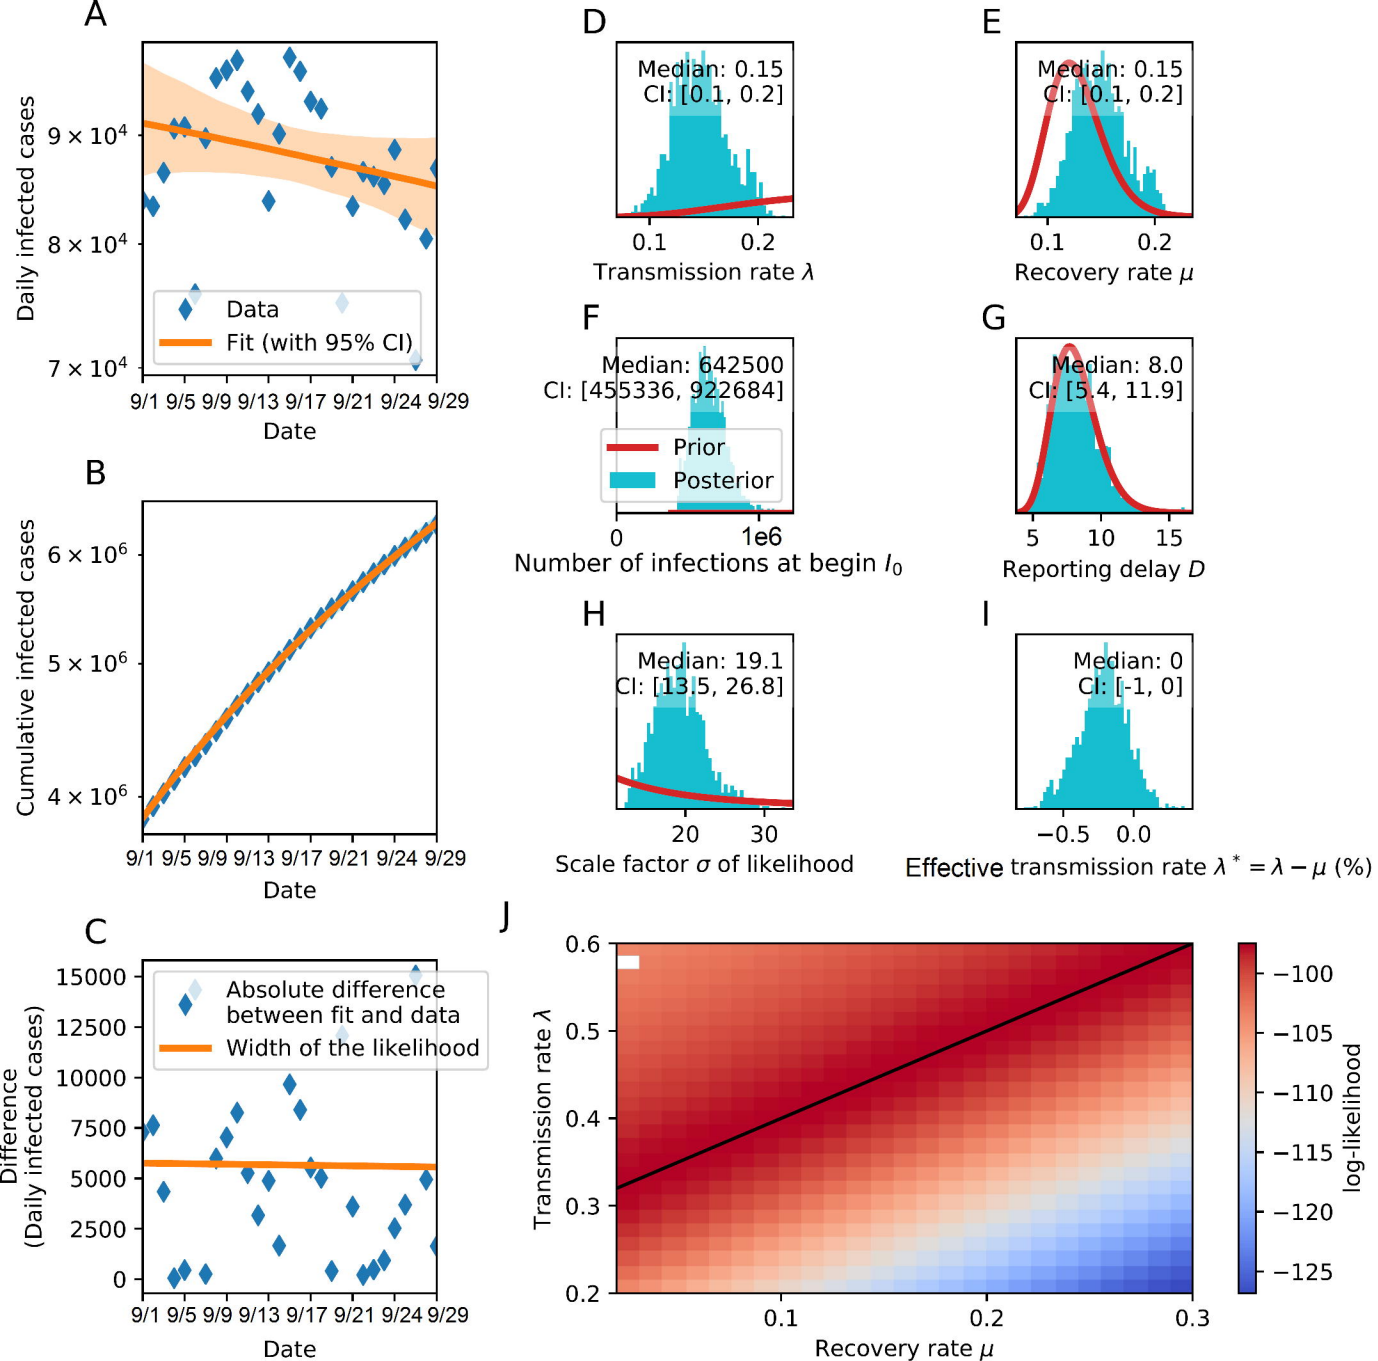 A
Daily infected cases
9 × 10⁴
8 × 10⁴
7 × 10⁴
Data
Fit (with 95% CI)
9/1 9/5 9/9 9/13 9/17 9/21 9/24 9/29
Date
B
Cumulative infected cases
6 × 10⁶
5 × 10⁶
4 × 10⁶
9/1 9/5 9/9 9/13 9/17 9/21 9/24 9/29
Date
C
Difference
(Daily infected cases)
15000
12500
10000
7500
5000
2500
0
Absolute difference
between fit and data
Width of the likelihood
9/1 9/5 9/9 9/13 9/17 9/21 9/24 9/29
Date
D
Median: 0.15
CI: [0.1, 0.2]
0.1 0.2
Transmission rate λ
E
Median: 0.15
CI: [0.1, 0.2]
0.1 0.2
Recovery rate μ
F
Median: 642500
CI: [455336, 922684]
Prior
Posterior
0 1e6
Number of infections at begin I₀
G
Median: 8.0
CI: [5.4, 11.9]
5 10 15
Reporting delay D
H
Median: 19.1
CI: [13.5, 26.8]
20 30
Scale factor σ of likelihood
I
Median: 0
CI: [-1, 0]
−0.5 0.0
Effective transmission rate λ* = λ − μ (%)
J
Transmission rate λ
0.6
0.5
0.4
0.3
0.2
0.1 0.2 0.3
Recovery rate μ
−100
−105
−110
−115
−120
−125
log-likelihood